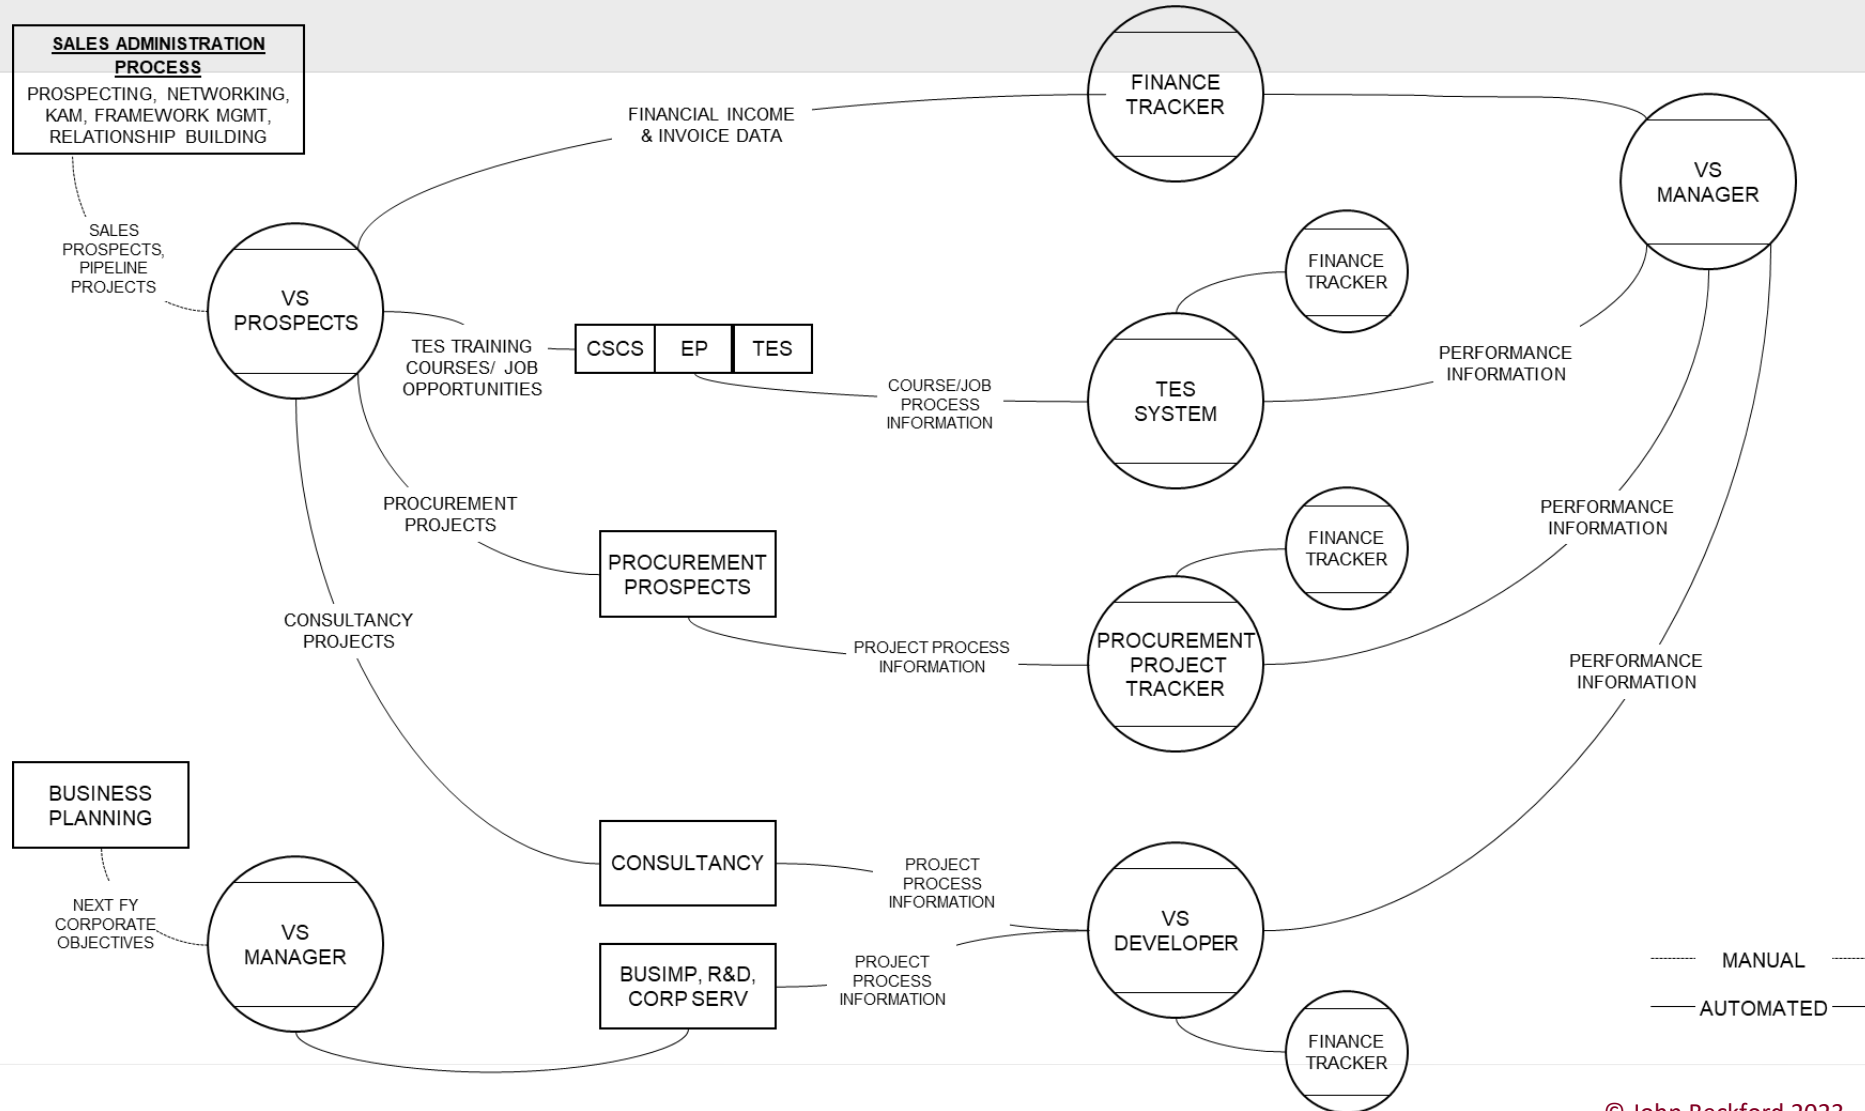 SALES ADMINISTRATION
PROCESS
PROSPECTING, NETWORKING,
KAM, FRAMEWORK MGMT,
RELATIONSHIP BUILDING
FINANCIAL INCOME
& INVOICE DATA
FINANCE
TRACKER
VS
MANAGER
SALES
PROSPECTS,
PIPELINE
PROJECTS
VS
PROSPECTS
TES TRAINING
COURSES/ JOB
OPPORTUNITIES
CSCS
EP
TES
COURSE/JOB
PROCESS
INFORMATION
TES
SYSTEM
FINANCE
TRACKER
PERFORMANCE
INFORMATION
PROCUREMENT
PROJECTS
PROCUREMENT
PROSPECTS
PROJECT PROCESS
INFORMATION
PROCUREMENT
PROJECT
TRACKER
FINANCE
TRACKER
PERFORMANCE
INFORMATION
CONSULTANCY
PROJECTS
PERFORMANCE
INFORMATION
BUSINESS
PLANNING
NEXT FY
CORPORATE
OBJECTIVES
VS
MANAGER
CONSULTANCY
PROJECT
PROCESS
INFORMATION
BUSIMP, R&D,
CORP SERV
PROJECT
PROCESS
INFORMATION
VS
DEVELOPER
FINANCE
TRACKER
MANUAL
AUTOMATED
© John Beckford 2023